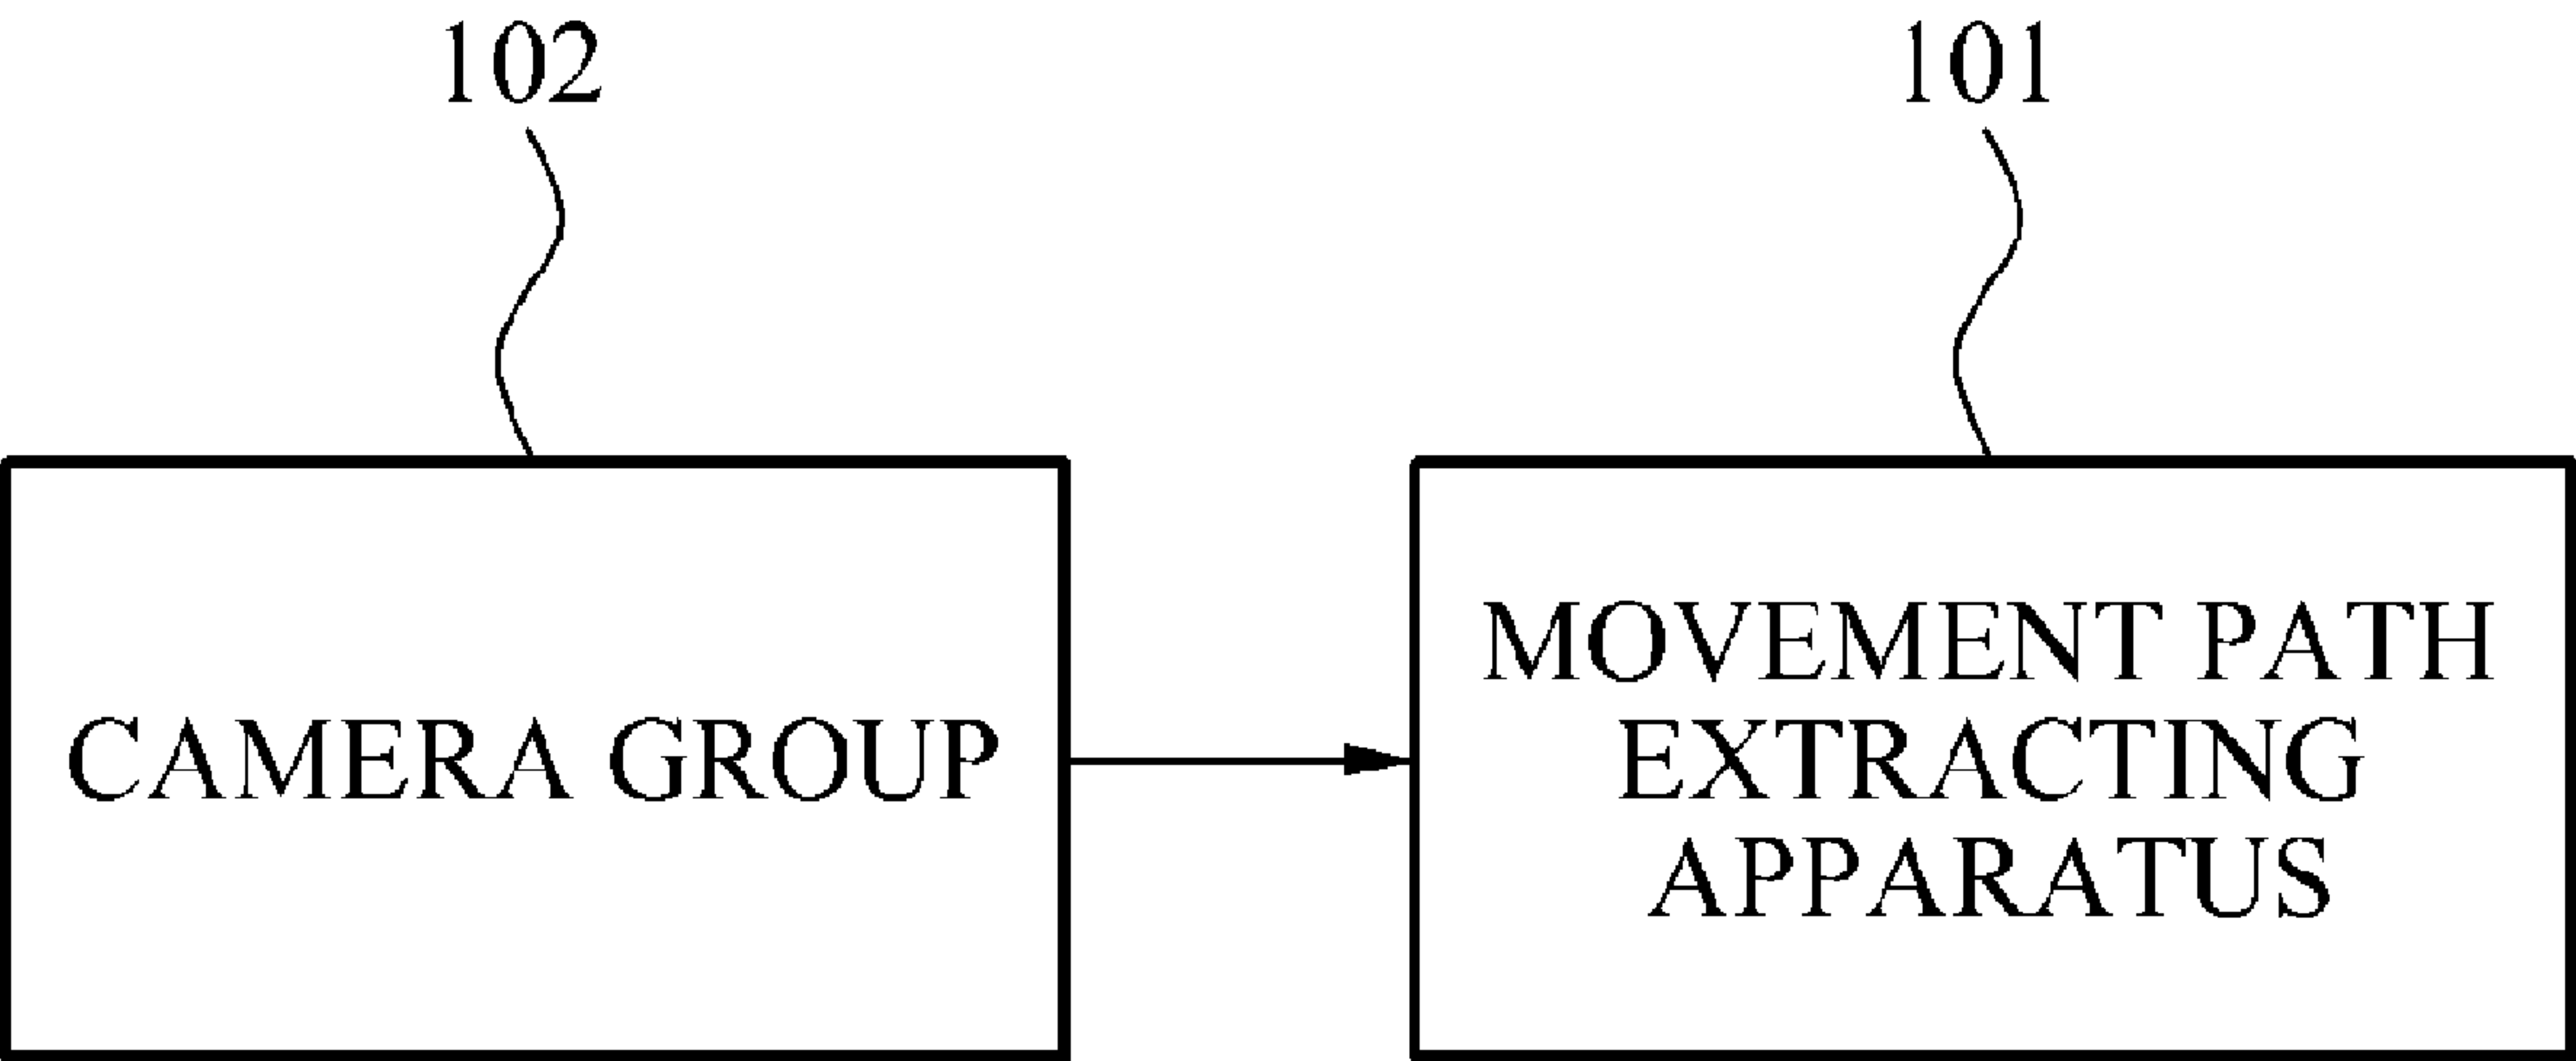 102
101
CAMERA GROUP
MOVEMENT PATH
EXTRACTING
APPARATUS